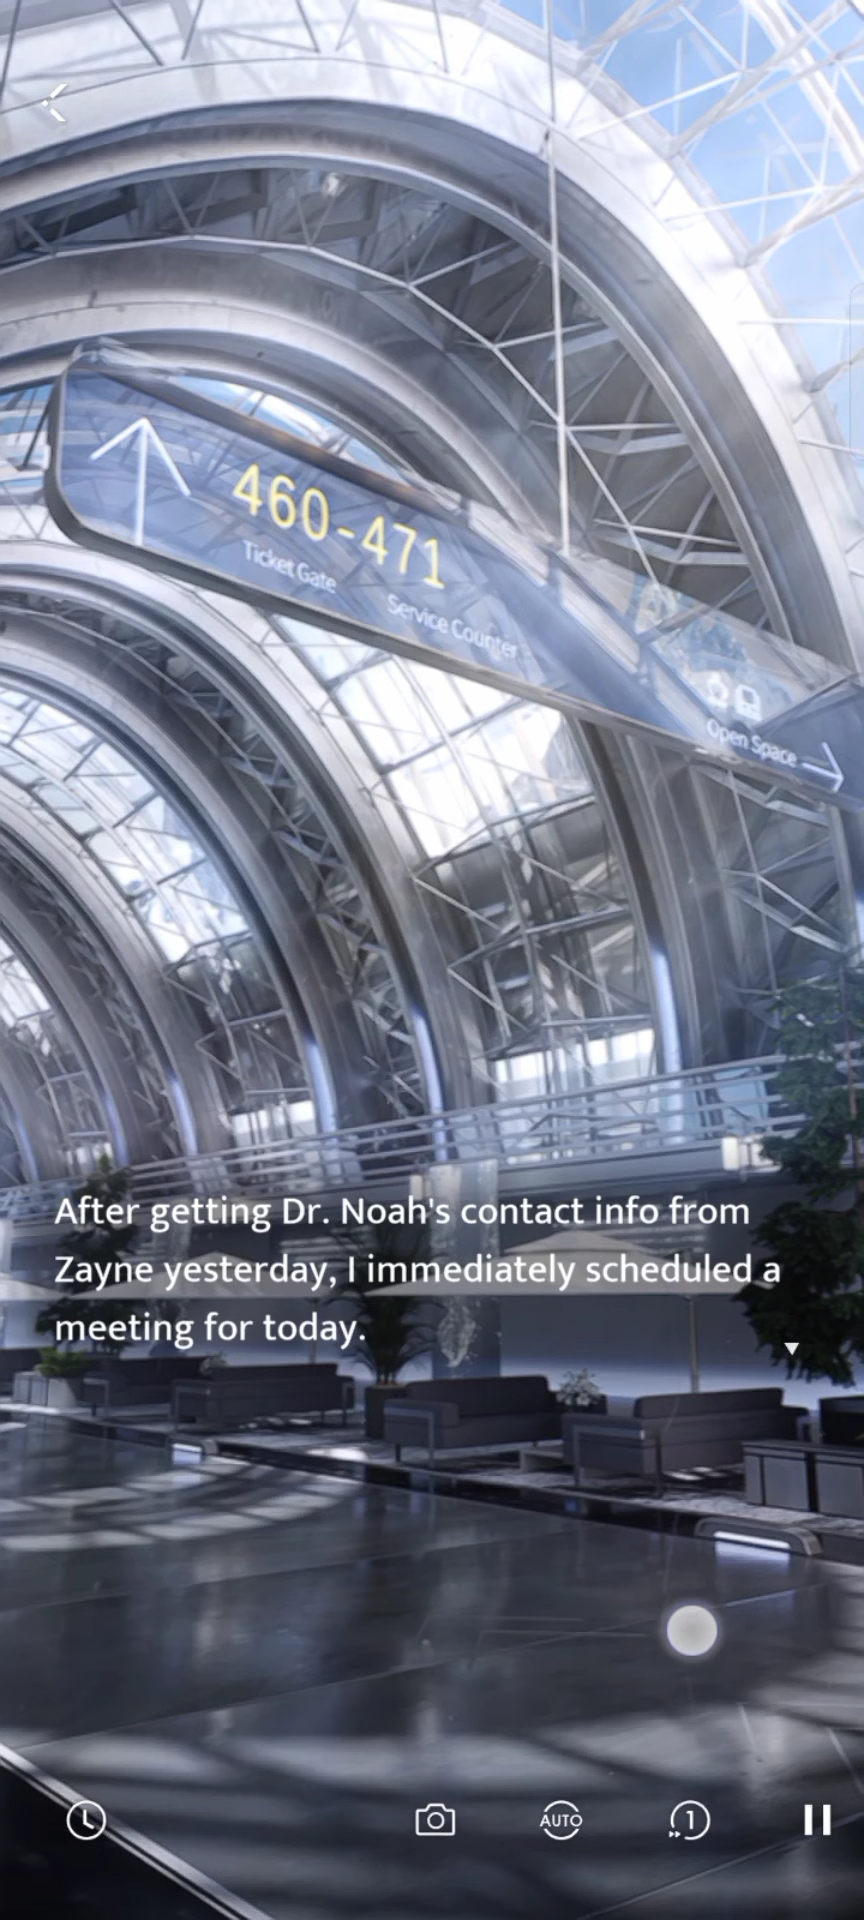 460-471
Ticket Gate
Service Counter
Open Space
After getting Dr. Noah's contact info from
Zayne yesterday, I immediately scheduled a
meeting for today.
AUTO
1